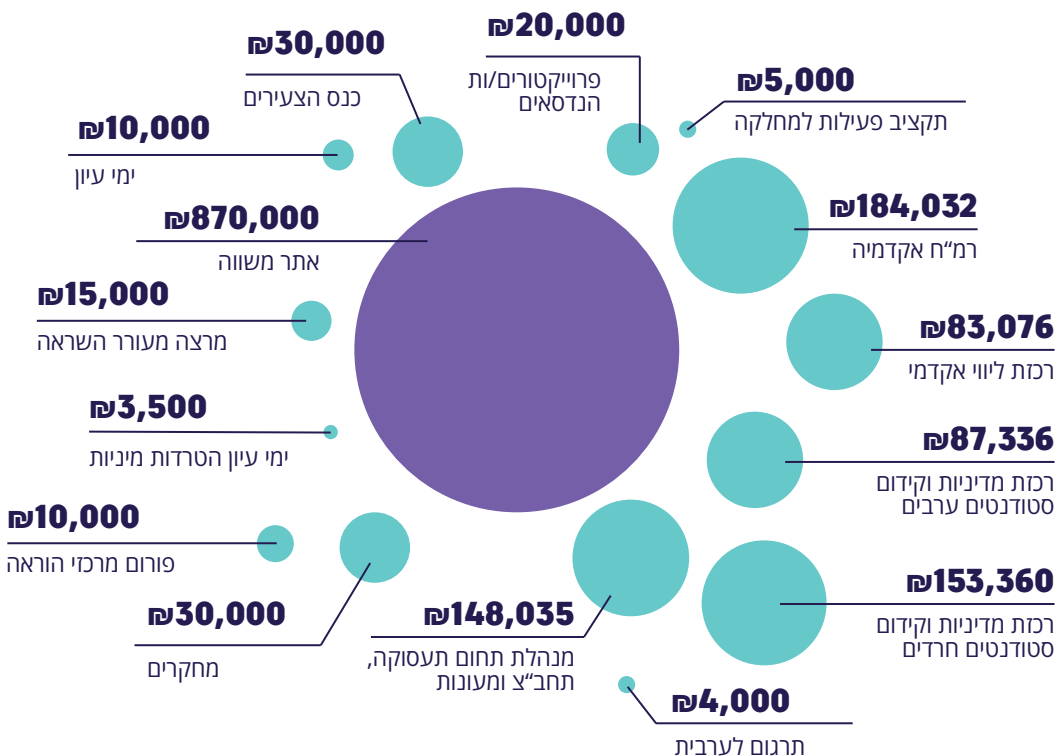 ₪20,000
פרוייקטורים/ות
הנדסאים
₪30,000
כנס הצעירים
₪5,000
תקציב פעילות למחלקה
₪10,000
ימי עיון
₪184,032
רמ״ח אקדמיה
₪870,000
אתר משווה
₪15,000
מרצה מעורר השראה
₪83,076
רכזת ליווי אקדמי
₪3,500
ימי עיון הטרדות מיניות
₪87,336
רכזת מדיניות וקידום
סטודנטים ערבים
₪10,000
פורום מרכזי הוראה
₪153,360
רכזת מדיניות וקידום
סטודנטים חרדים
₪30,000
מחקרים
₪148,035
מנהלת תחום תעסוקה,
תחב״צ ומעונות
₪4,000
תרגום לערבית